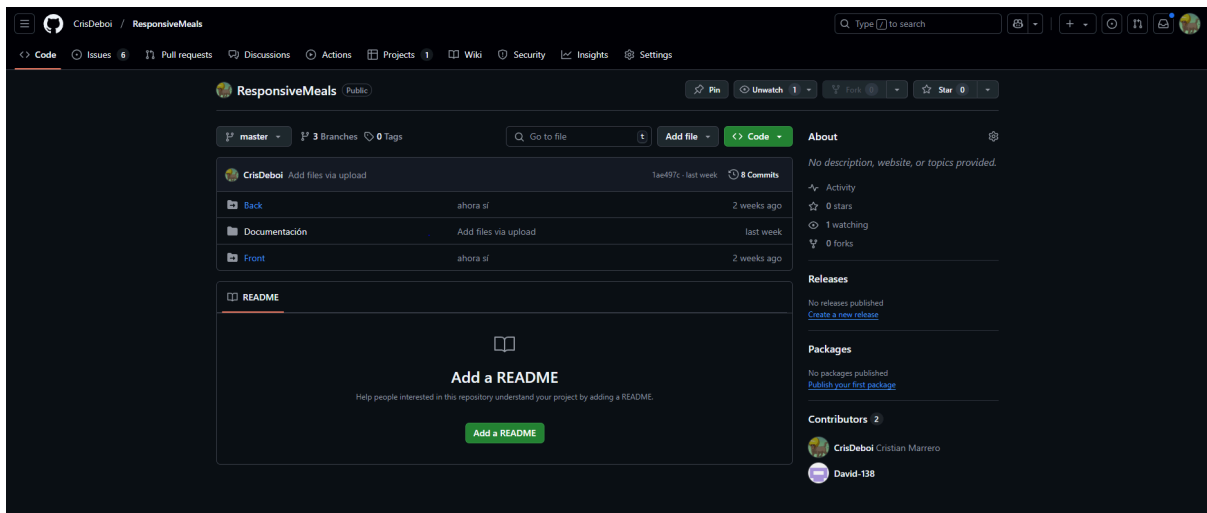 CrisDeboi / ResponsiveMeals
Type / to search
Code
Issues 6
Pull requests
Discussions
Actions
Projects 1
Wiki
Security
Insights
Settings
ResponsiveMeals Public
Pin
Unwatch 1
Fork 0
Star 0
master
3 Branches
0 Tags
Go to file t
Add file
Code
CrisDeboi Add files via upload
1ae497c · last week
8 Commits
Back ahora sí 2 weeks ago
Documentación Add files via upload last week
Front ahora sí 2 weeks ago
README
Add a README
Help people interested in this repository understand your project by adding a README.
Add a README
About
No description, website, or topics provided.
Activity
0 stars
1 watching
0 forks
Releases
No releases published
Create a new release
Packages
No packages published
Publish your first package
Contributors 2
CrisDeboi Cristian Marrero
David-138